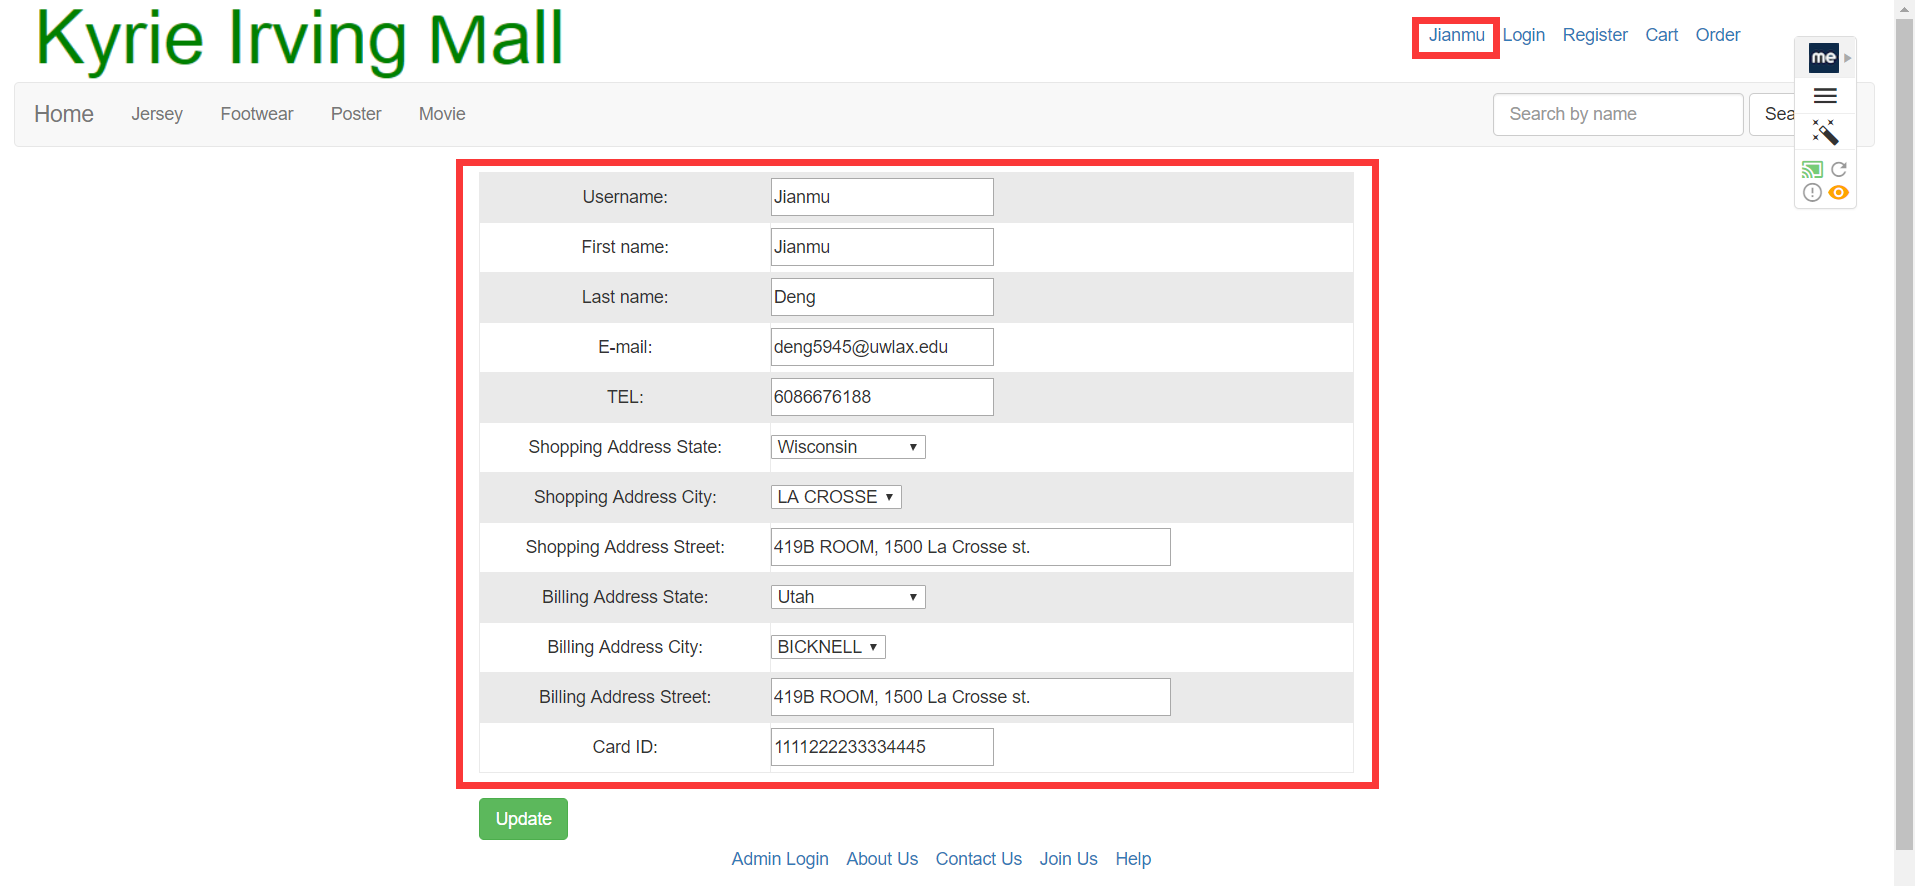 Kyrie Irving Mall
Jianmu Login Register Cart Order
me
Home Jersey Footwear Poster Movie Search by name Sea
Username: Jianmu
First name: Jianmu
Last name: Deng
E-mail: deng5945@uwlax.edu
TEL: 6086676188
Shopping Address State: Wisconsin
Shopping Address City: LA CROSSE
Shopping Address Street: 419B ROOM, 1500 La Crosse st.
Billing Address State: Utah
Billing Address City: BICKNELL
Billing Address Street: 419B ROOM, 1500 La Crosse st.
Card ID: 1111222233334445
Update
Admin Login About Us Contact Us Join Us Help